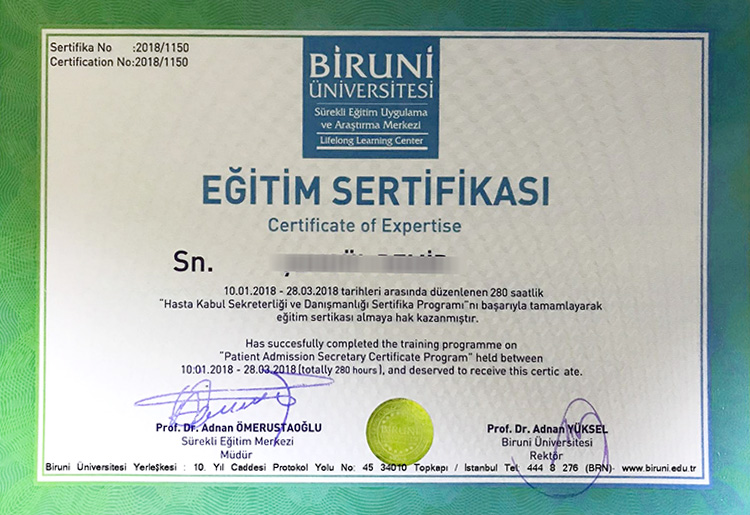 Sertifika No :2018/1150
Certification No:2018/1150
BİRUNİ
ÜNİVERSİTESİ
Sürekli Eğitim Uygulama
ve Araştırma Merkezi
Lifelong Learning Center
EĞİTİM SERTİFİKASI
Certificate of Expertise
Sn.
10.01.2018 - 28.03.2018 tarihleri arasında düzenlenen 280 saatlik
"Hasta Kabul Sekreterliği ve Danışmanlığı Sertifika Programı"nı başarıyla tamamlayarak
eğitim sertikası almaya hak kazanmıştır.
Has succesfully completed the training programme on
"Patient Admission Secretary Certificate Program" held between
10.01.2018 - 28.03.2018 (totally 280 hours), and deserved to receive this certic ate.
Prof. Dr. Adnan ÖMERUSTAOĞLU
Sürekli Eğitim Merkezi
Müdür
BİRUNİ
Prof. Dr. Adnan YÜKSEL
Biruni Üniversitesi
Rektör
Biruni Üniversitesi Yerleşkesi : 10. Yıl Caddesi Protokol Yolu No: 45 34010 Topkapı / İstanbul Tel: 444 8 276 (BRN)- www.biruni.edu.tr